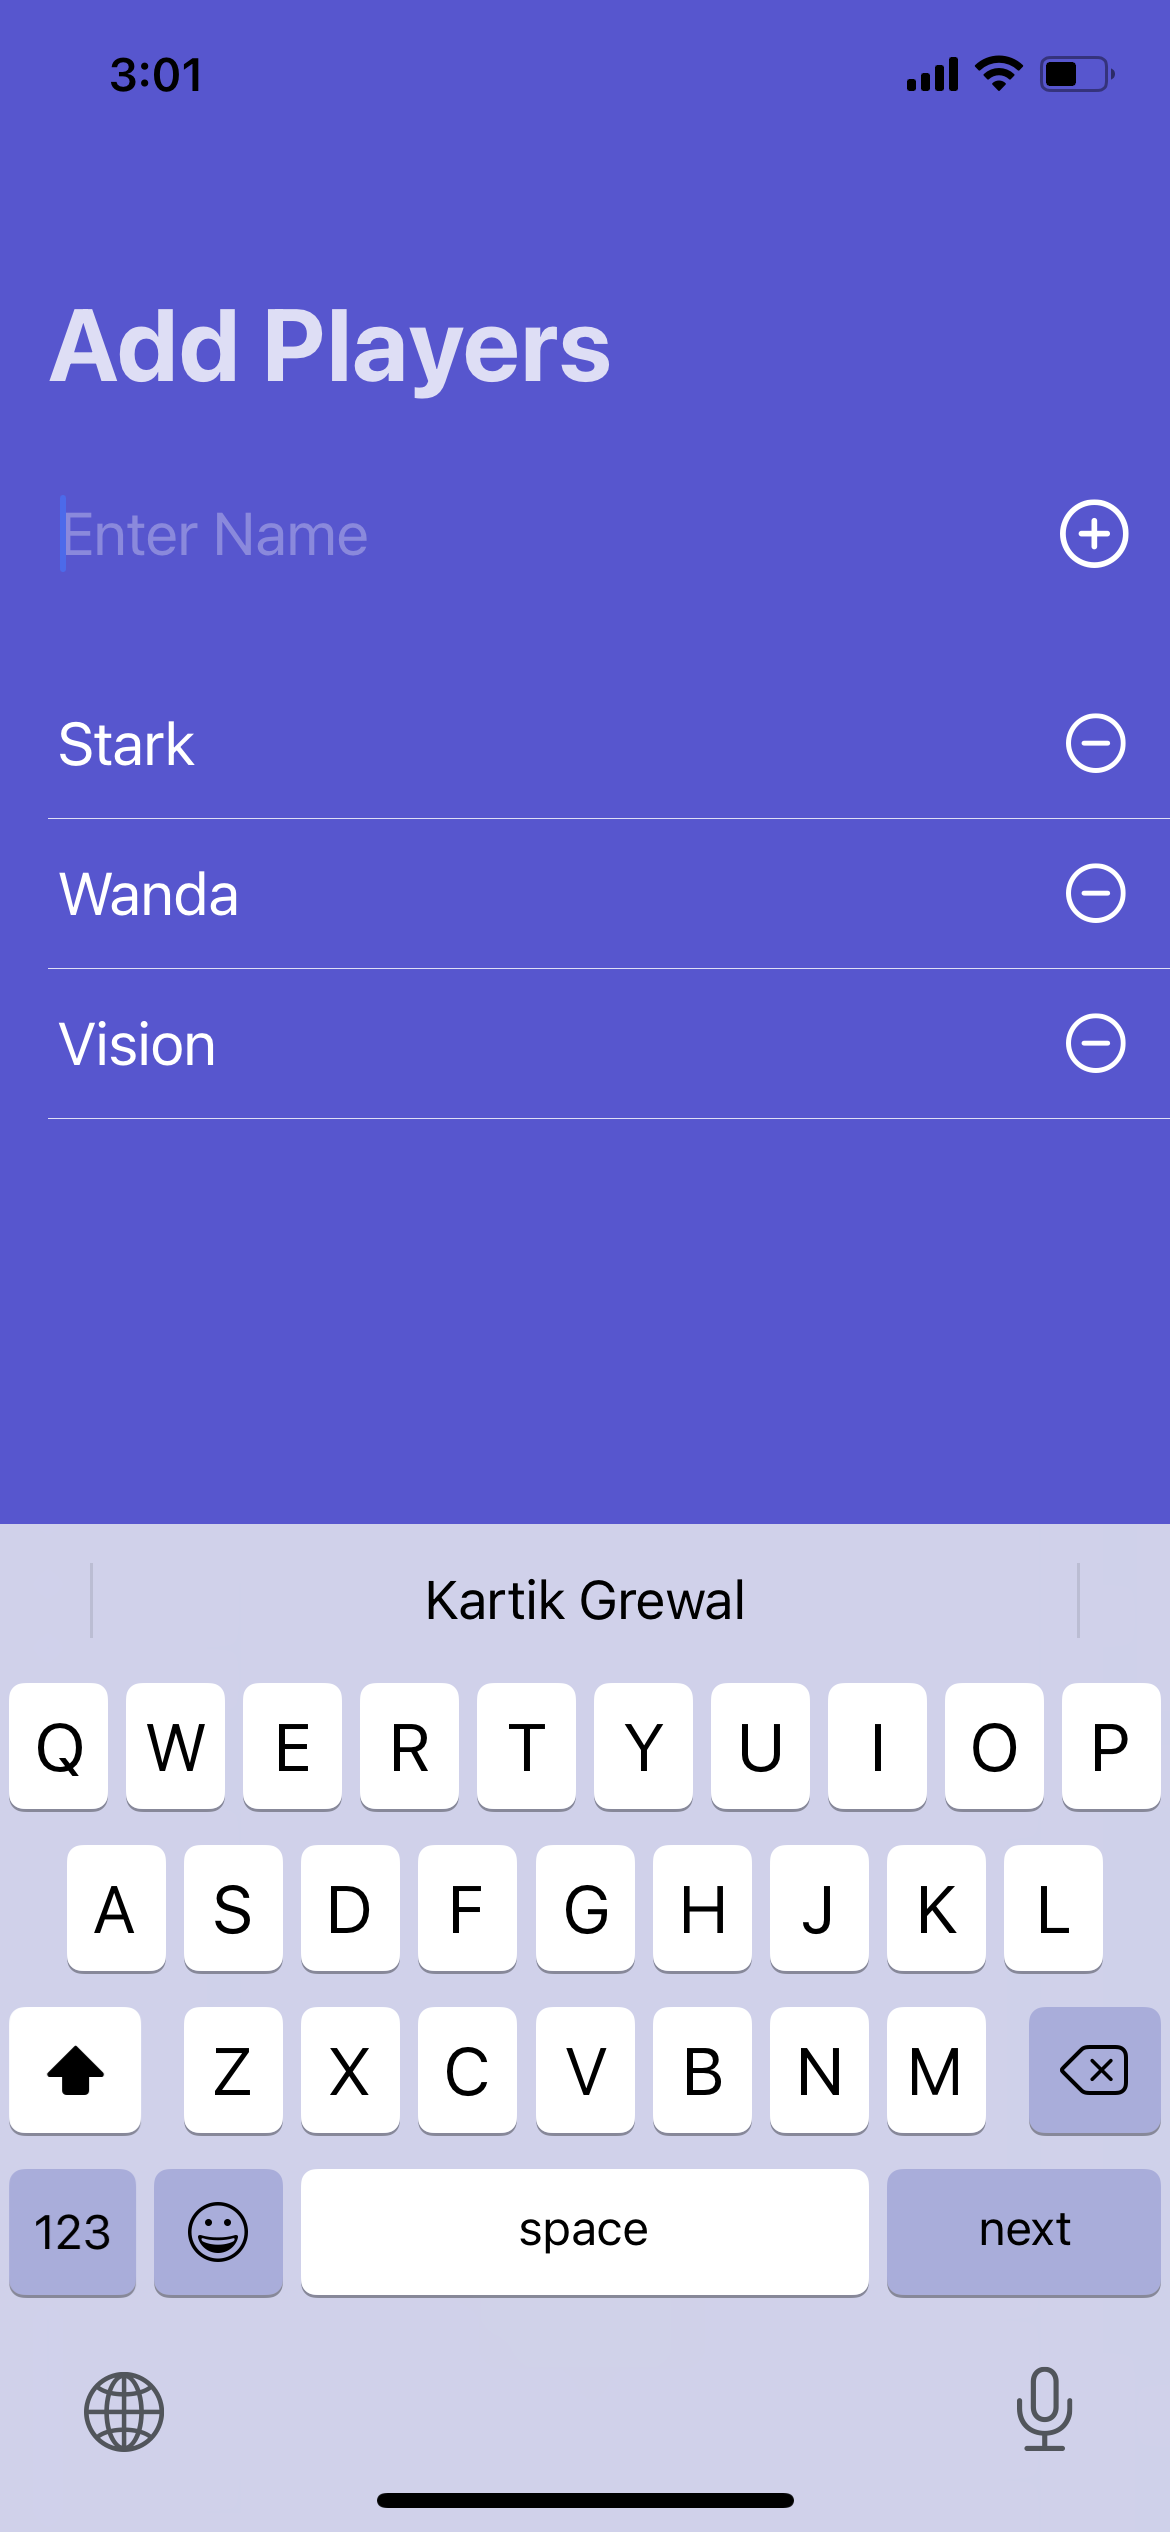 3:01
Add Players
Enter Name
Stark
Wanda
Vision
Kartik Grewal
Q W E R T Y U I O P
A S D F G H J K L
Z X C V B N M
123 space next